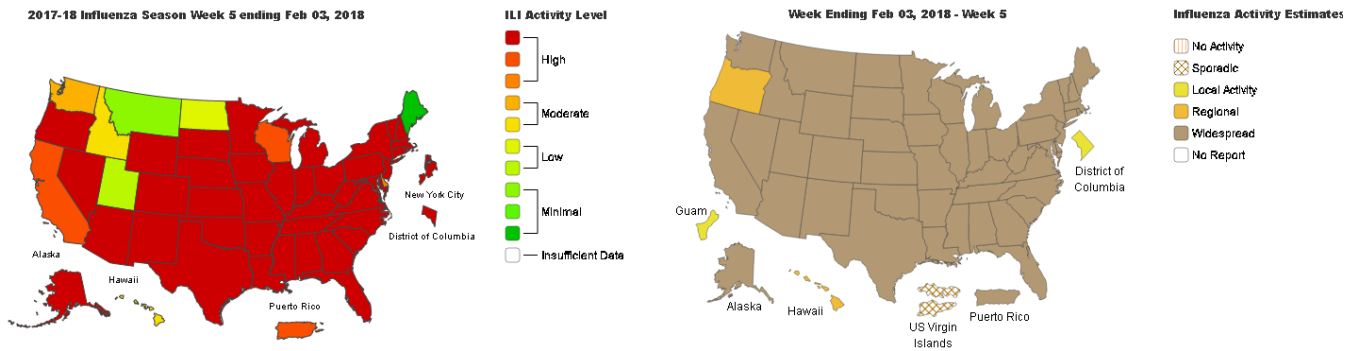 2017-18 Influenza Season Week 5 ending Feb 03, 2018
ILI Activity Level
High
Moderate
Low
Minimal
Insufficient Data
New York City
District of Columbia
Alaska
Hawaii
Puerto Rico
Week Ending Feb 03, 2018 - Week 5
Influenza Activity Estimates
No Activity
Sporadic
Local Activity
Regional
Widespread
No Report
District of
Columbia
Guam
Alaska
Hawaii
US Virgin
Islands
Puerto Rico